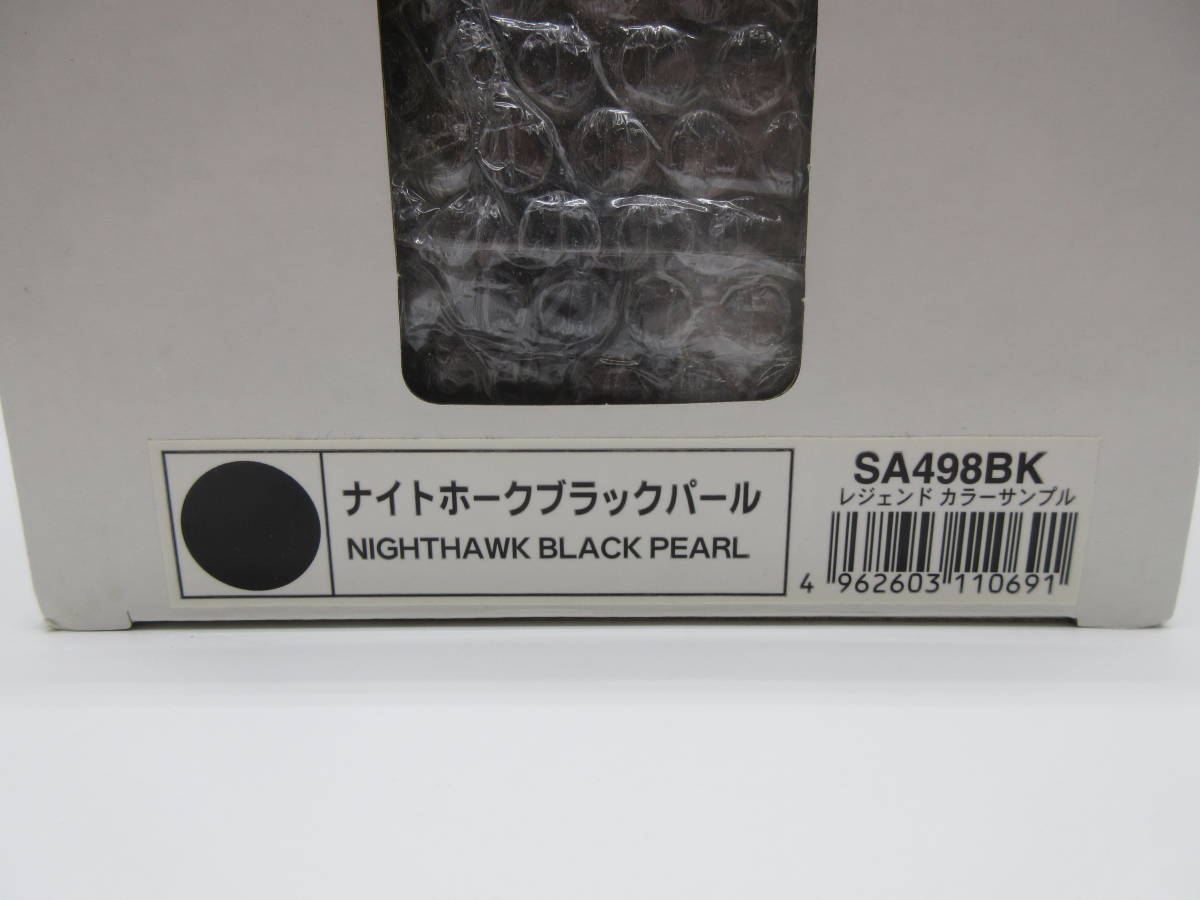 ナイトホークブラックパール
NIGHTHAWK BLACK PEARL
SA498BK
レジェンド カラーサンプル
4 962603 110691